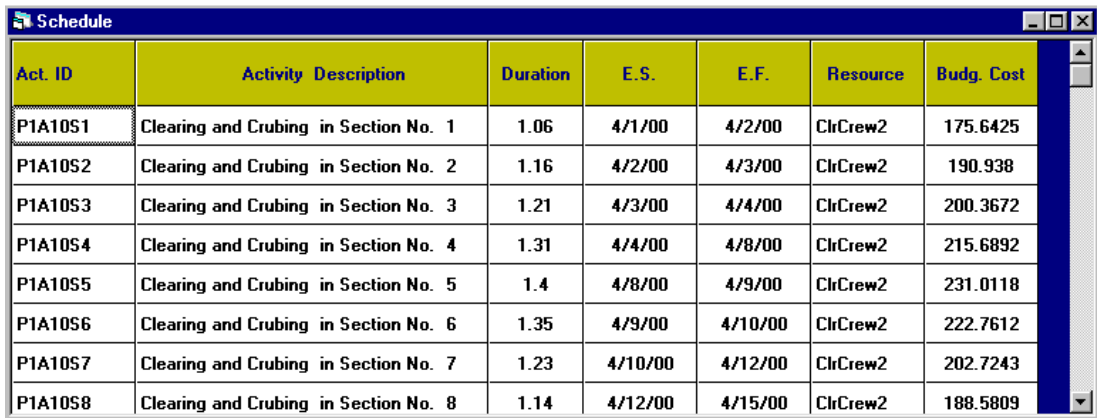 Schedule
Act. ID Activity Description Duration E.S. E.F. Resource Budg. Cost
P1A10S1 Clearing and Crubing in Section No. 1 1.06 4/1/00 4/2/00 ClrCrew2 175.6425
P1A10S2 Clearing and Crubing in Section No. 2 1.16 4/2/00 4/3/00 ClrCrew2 190.938
P1A10S3 Clearing and Crubing in Section No. 3 1.21 4/3/00 4/4/00 ClrCrew2 200.3672
P1A10S4 Clearing and Crubing in Section No. 4 1.31 4/4/00 4/8/00 ClrCrew2 215.6892
P1A10S5 Clearing and Crubing in Section No. 5 1.4 4/8/00 4/9/00 ClrCrew2 231.0118
P1A10S6 Clearing and Crubing in Section No. 6 1.35 4/9/00 4/10/00 ClrCrew2 222.7612
P1A10S7 Clearing and Crubing in Section No. 7 1.23 4/10/00 4/12/00 ClrCrew2 202.7243
P1A10S8 Clearing and Crubing in Section No. 8 1.14 4/12/00 4/15/00 ClrCrew2 188.5809